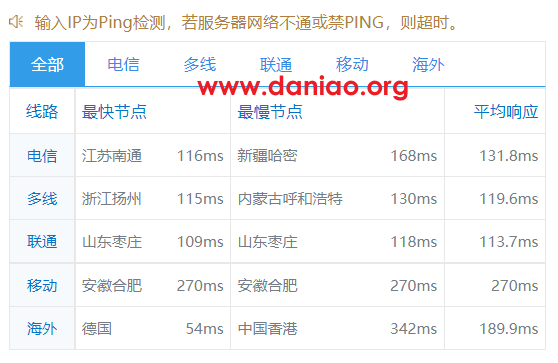 输入IP为Ping检测，若服务器网络不通或禁PING，则超时。
全部 电信 多线 联通 移动 海外
www.daniao.org
线路 最快节点 最慢节点 平均响应
电信 江苏南通 116ms 新疆哈密 168ms 131.8ms
多线 浙江扬州 115ms 内蒙古呼和浩特 130ms 119.6ms
联通 山东枣庄 109ms 山东枣庄 118ms 113.7ms
移动 安徽合肥 270ms 安徽合肥 270ms 270ms
海外 德国 54ms 中国香港 342ms 189.9ms